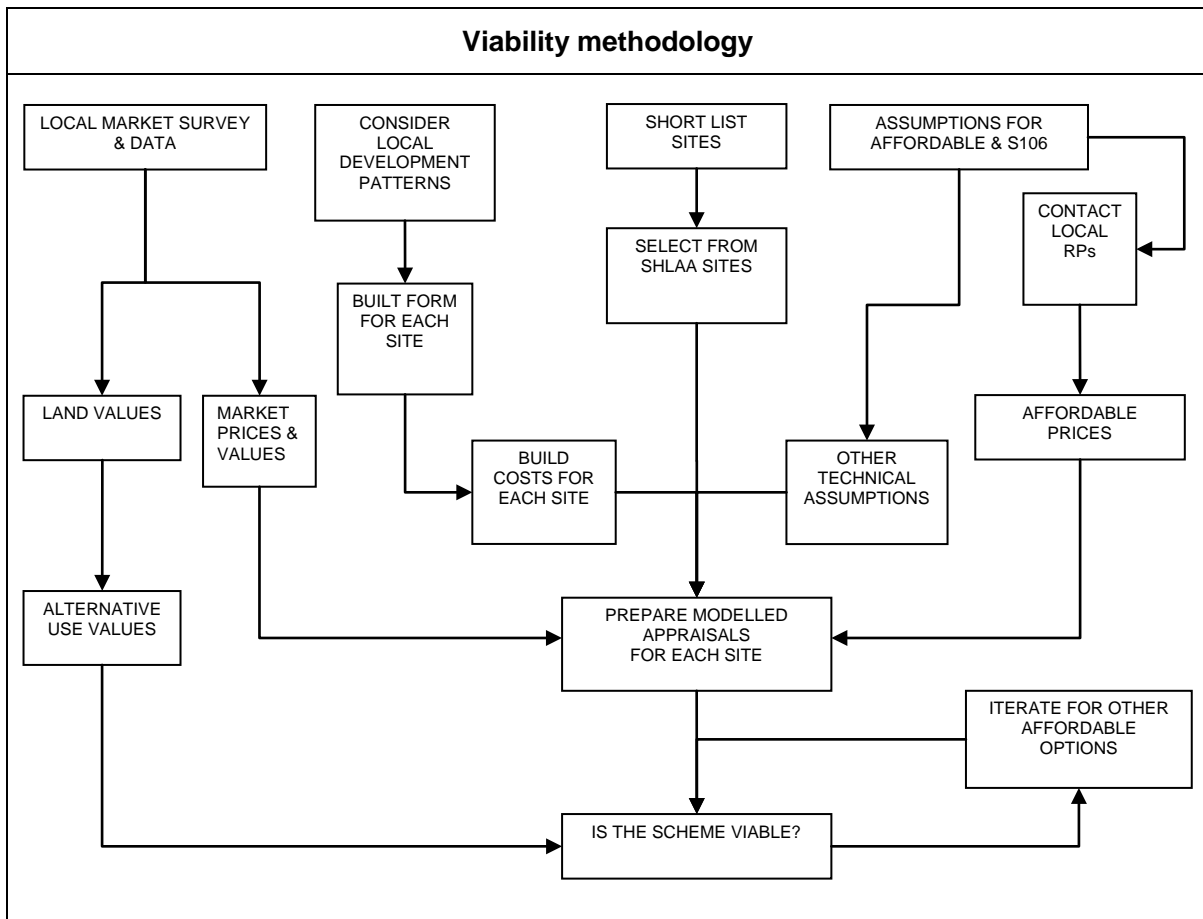 Viability methodology
LOCAL MARKET SURVEY
& DATA
CONSIDER
LOCAL
DEVELOPMENT
PATTERNS
SHORT LIST
SITES
ASSUMPTIONS FOR
AFFORDABLE & S106
CONTACT
LOCAL
RPs
SELECT FROM
SHLAA SITES
BUILT FORM
FOR EACH
SITE
LAND VALUES
MARKET
PRICES &
VALUES
AFFORDABLE
PRICES
BUILD
COSTS FOR
EACH SITE
OTHER
TECHNICAL
ASSUMPTIONS
ALTERNATIVE
USE VALUES
PREPARE MODELLED
APPRAISALS
FOR EACH SITE
ITERATE FOR OTHER
AFFORDABLE
OPTIONS
IS THE SCHEME VIABLE?